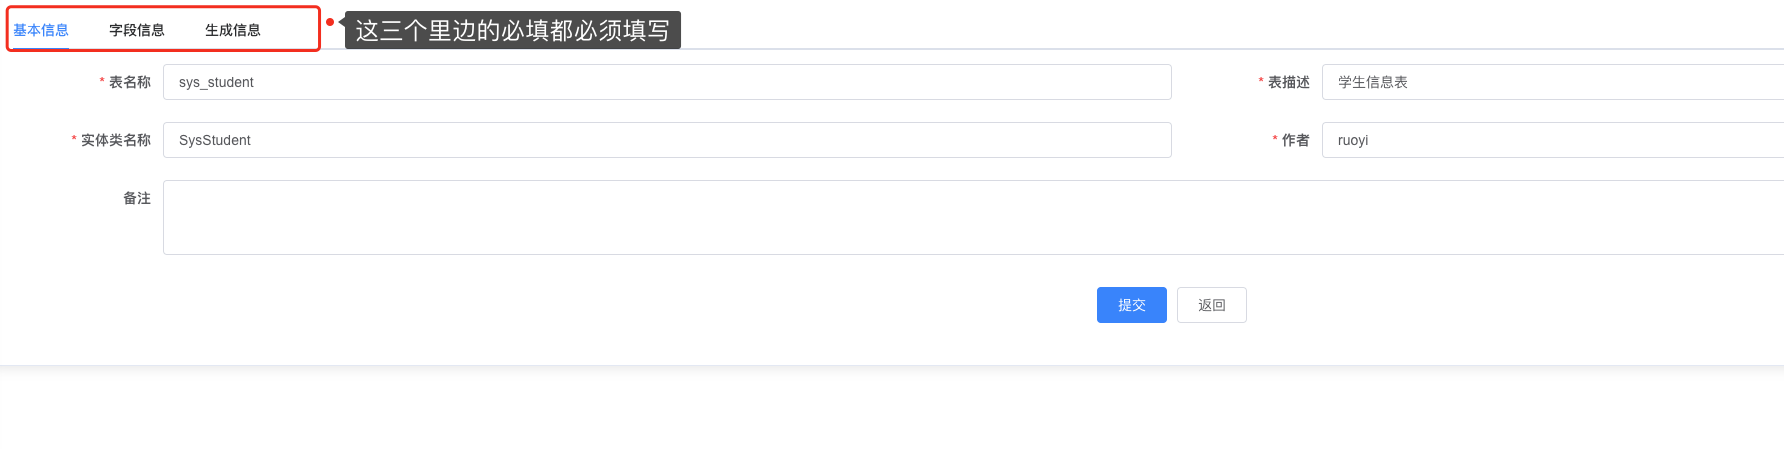 基本信息 字段信息 生成信息 这三个里边的必填都必须填写
* 表名称 sys_student * 表描述 学生信息表
* 实体类名称 SysStudent * 作者 ruoyi
备注
提交 返回